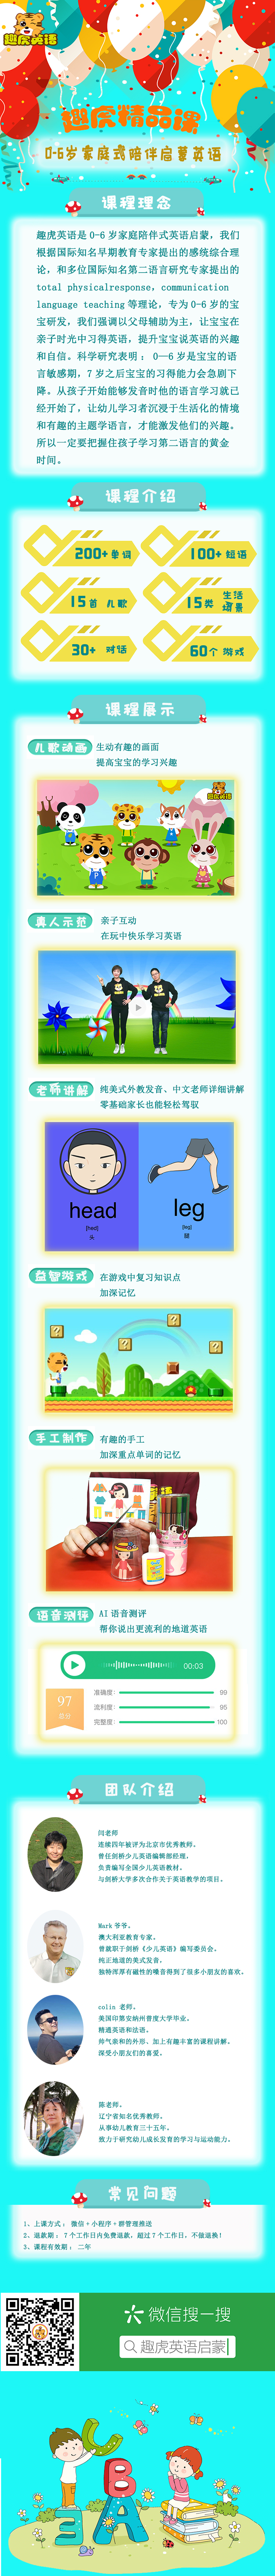 趣虎英语
趣虎精品课
0-6岁家庭式陪伴启蒙英语
课程理念
趣虎英语是 0-6 岁家庭陪伴式英语启蒙，我们
根据国际知名早期教育专家提出的感统综合理
论，和多位国际知名第二语言研究专家提出的
total physicalresponse, communication
language teaching 等理论，专为 0-6 岁的宝
宝研发，我们强调以父母辅助为主，让宝宝在
亲子时光中习得英语，提升宝宝说英语的兴趣
和自信。科学研究表明： 0—6 岁是宝宝的语
言敏感期，7 岁之后宝宝的习得能力会急剧下
降。从孩子开始能够发音时他的语言学习就已
经开始了，让幼儿学习者沉浸于生活化的情境
和有趣的主题学语言，才能激发他们的兴趣。
所以一定要把握住孩子学习第二语言的黄金
时间。
课程介绍
200+单词
100+ 短语
15首 儿歌
15类 生活场景
30+ 对话
60个 游戏
课程展示
儿歌动画
生动有趣的画面
提高宝宝的学习兴趣
趣虎英语
真人示范
亲子互动
在玩中快乐学习英语
老师讲解
纯美式外教发音、中文老师详细讲解
零基础家长也能轻松驾驭
head
[hed]
头
leg
[leg]
腿
益智游戏
在游戏中复习知识点
加深记忆
手工制作
有趣的手工
加深重点单词的记忆
语音测评
AI 语音测评
帮你说出更流利的地道英语
00:03
97
总分
准确度: 99
流利度: 95
完整度: 100
团队介绍
闫老师
连续四年被评为北京市优秀教师。
曾任剑桥少儿英语编辑部经理。
负责编写全国少儿英语教材。
与剑桥大学多次合作关于英语教学的项目。
Mark 爷爷。
澳大利亚教育专家。
曾就职于剑桥《少儿英语》编写委员会。
纯正地道的美式发音。
独特浑厚有磁性的嗓音得到了很多小朋友的喜欢。
colin 老师。
美国印第安纳州普度大学毕业。
精通英语和法语。
帅气亲和的外形、加上有趣丰富的课程讲解。
深受小朋友们的喜爱。
陈老师。
辽宁省知名优秀教师。
从事幼儿教育三十五年。
致力于研究幼儿成长发育的学习与运动能力。
常见问题
1、上课方式： 微信＋小程序＋群管理推送
2、退款期： 7 个工作日内免费退款，超过 7 个工作日，不做退换！
3、课程有效期： 二年
微信搜一搜
趣虎英语启蒙